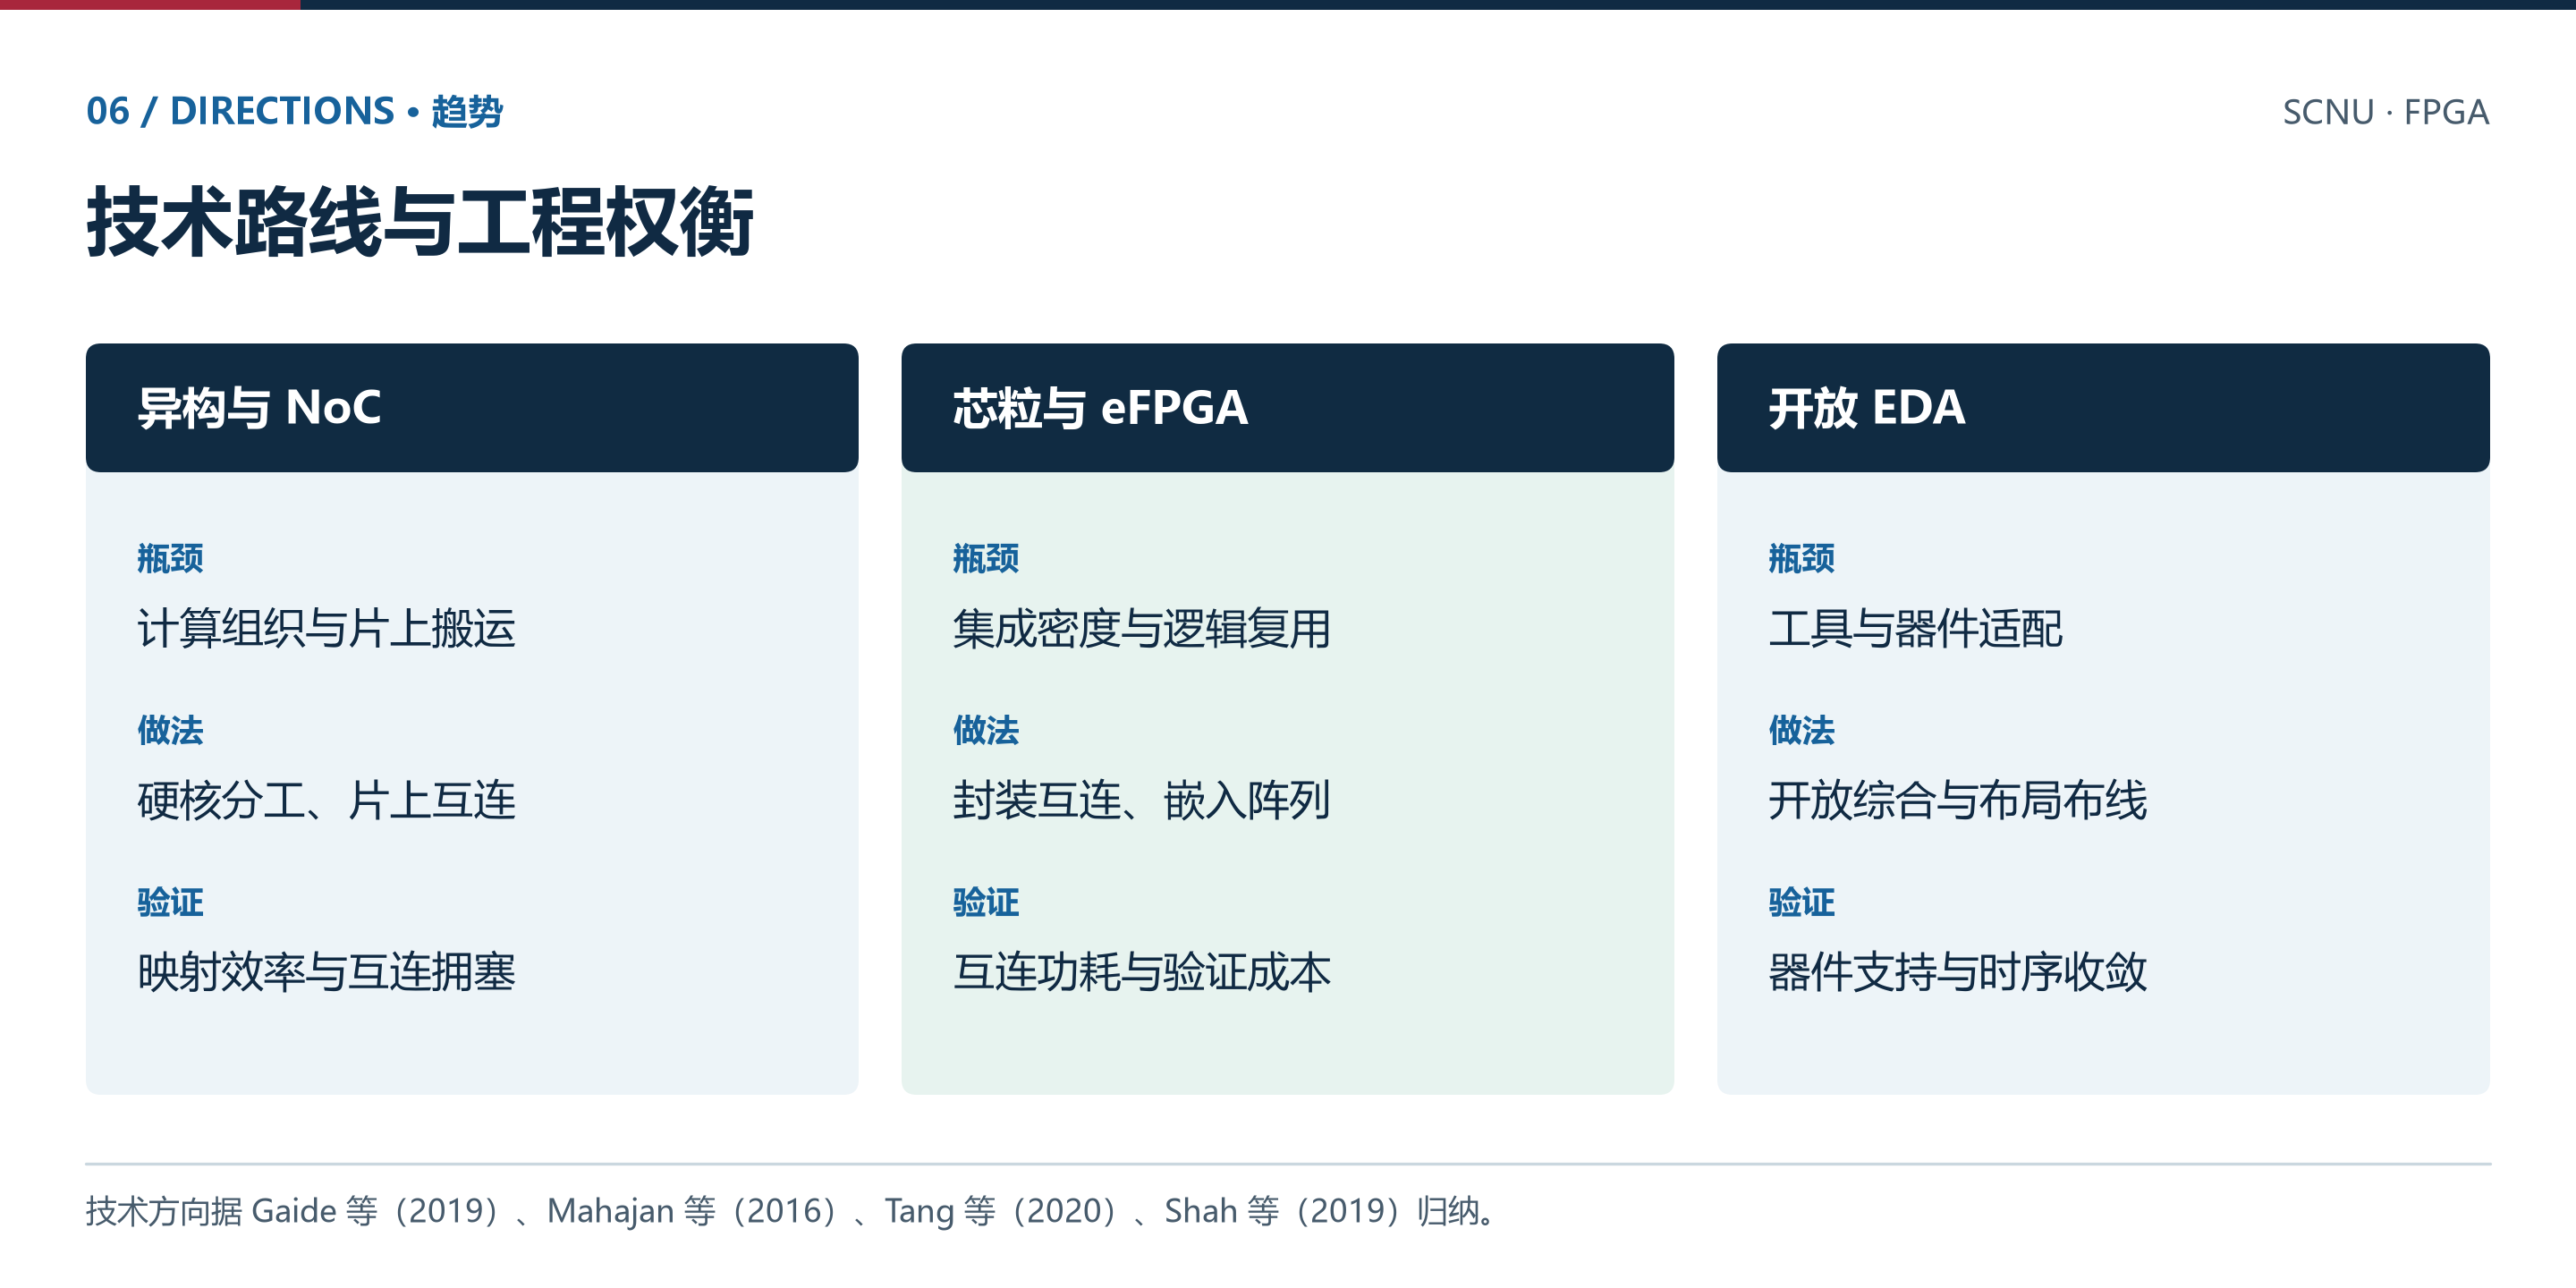 06 / DIRECTIONS • 趋势
SCNU · FPGA
技术路线与工程权衡
异构与 NoC
瓶颈
计算组织与片上搬运
做法
硬核分工、片上互连
验证
映射效率与互连拥塞
芯粒与 eFPGA
瓶颈
集成密度与逻辑复用
做法
封装互连、嵌入阵列
验证
互连功耗与验证成本
开放 EDA
瓶颈
工具与器件适配
做法
开放综合与布局布线
验证
器件支持与时序收敛
技术方向据 Gaide 等（2019）、Mahajan 等（2016）、Tang 等（2020）、Shah 等（2019）归纳。